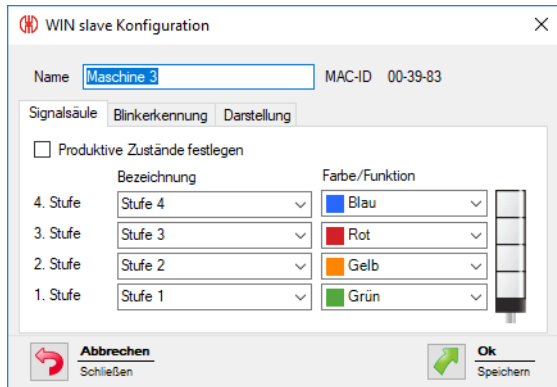 WIN slave Konfiguration
Name Maschine 3 MAC-ID 00-39-83
Signalsäule Blinkerkennung Darstellung
Produktive Zustände festlegen
Bezeichnung Farbe/Funktion
4. Stufe Stufe 4 Blau
3. Stufe Stufe 3 Rot
2. Stufe Stufe 2 Gelb
1. Stufe Stufe 1 Grün
Abbrechen Ok
Schließen Speichern